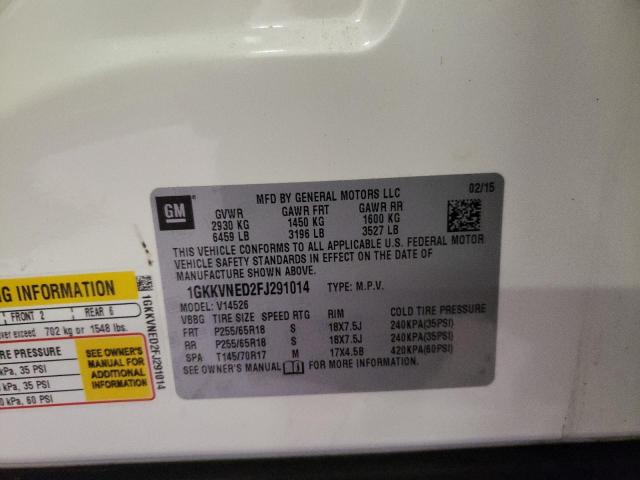 GM
MFD BY GENERAL MOTORS LLC 02/15
GVWR GAWR FRT GAWR RR
2930 KG 1450 KG 1600 KG
6459 LB 3196 LB 3527 LB
THIS VEHICLE CONFORMS TO ALL APPLICABLE U.S. FEDERAL MOTOR
VEHICLE SAFETY STANDARDS IN EFFECT ON THE DATE OF
MANUFACTURE SHOWN ABOVE.
1GKKVNED2FJ291014 TYPE: M.P.V.
MODEL: V14526
VBBG TIRE SIZE SPEED RTG RIM COLD TIRE PRESSURE
FRT P255/65R18 S 18X7.5J 240KPA(35PSI)
RR P255/65R18 S 18X7.5J 240KPA(35PSI)
SPA T145/70R17 M 17X4.5B 420KPA(60PSI)
SEE OWNER'S MANUAL FOR MORE INFORMATION
NG INFORMATION
FRONT 2 REAR 6
ver exceed 702 kg or 1548 lbs.
RE PRESSURE
kPa, 35 PSI
kPa, 35 PSI
0 kPa, 60 PSI
SEE OWNER'S
MANUAL FOR
ADDITIONAL
INFORMATION
1GKKVNED2FJ291014